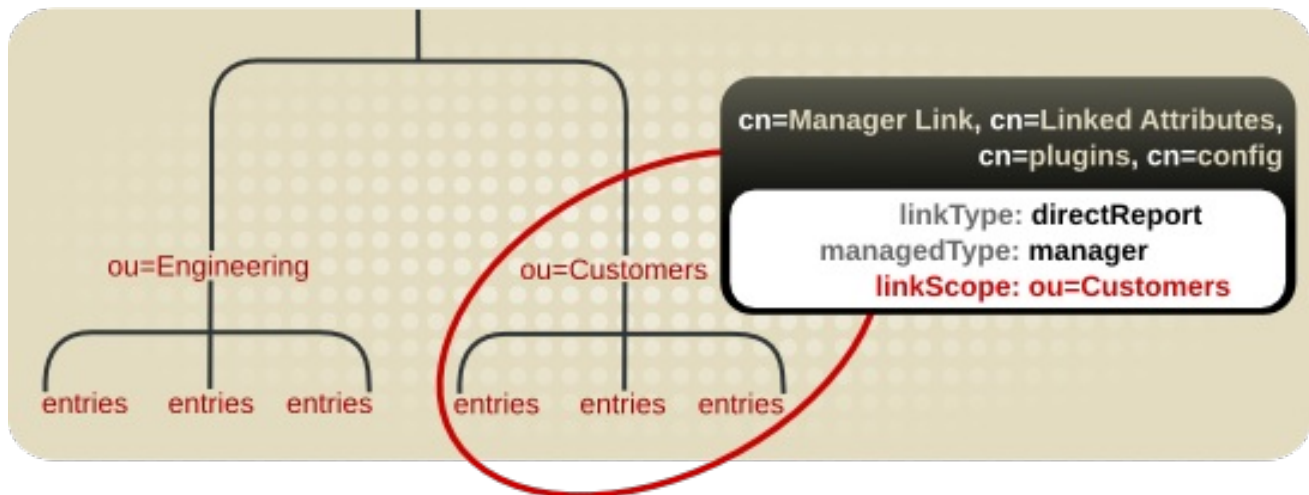 cn=Manager Link, cn=Linked Attributes,
cn=plugins, cn=config
linkType: directReport
managedType: manager
linkScope: ou=Customers
ou=Engineering
ou=Customers
entries
entries
entries
entries
entries
entries